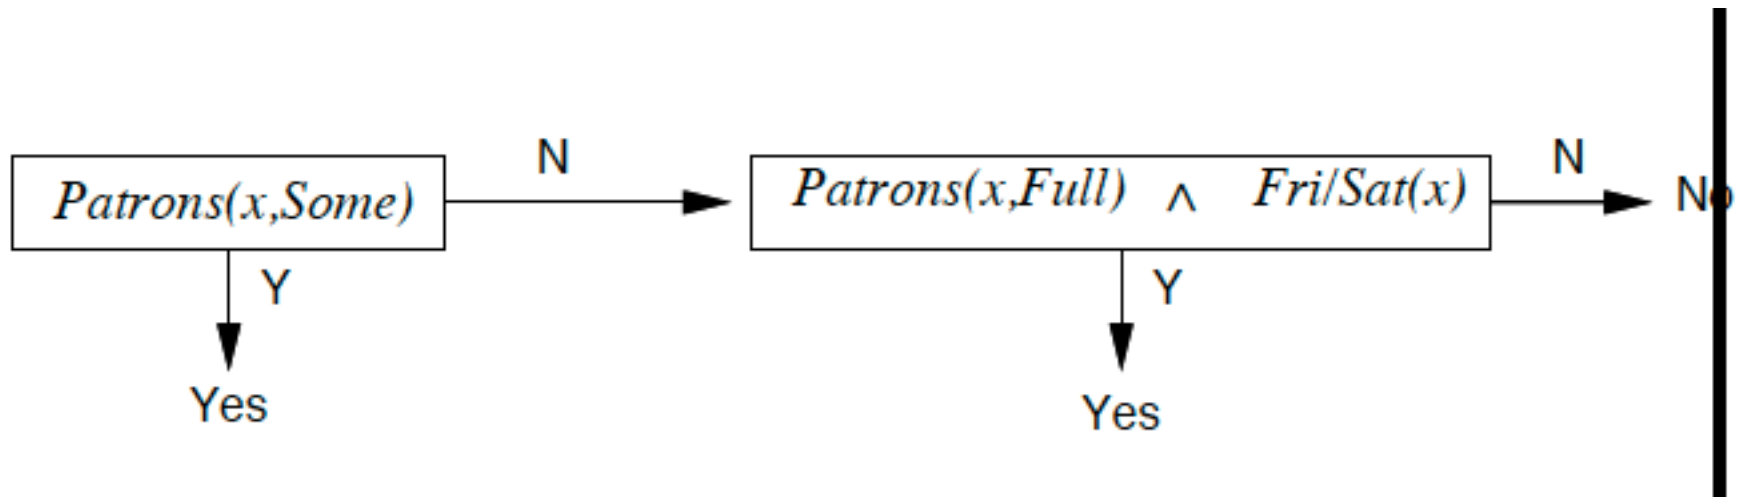 N
N
Patrons(x,Some)
Patrons(x,Full) ∧ Fri/Sat(x)
No
Y
Y
Yes
Yes